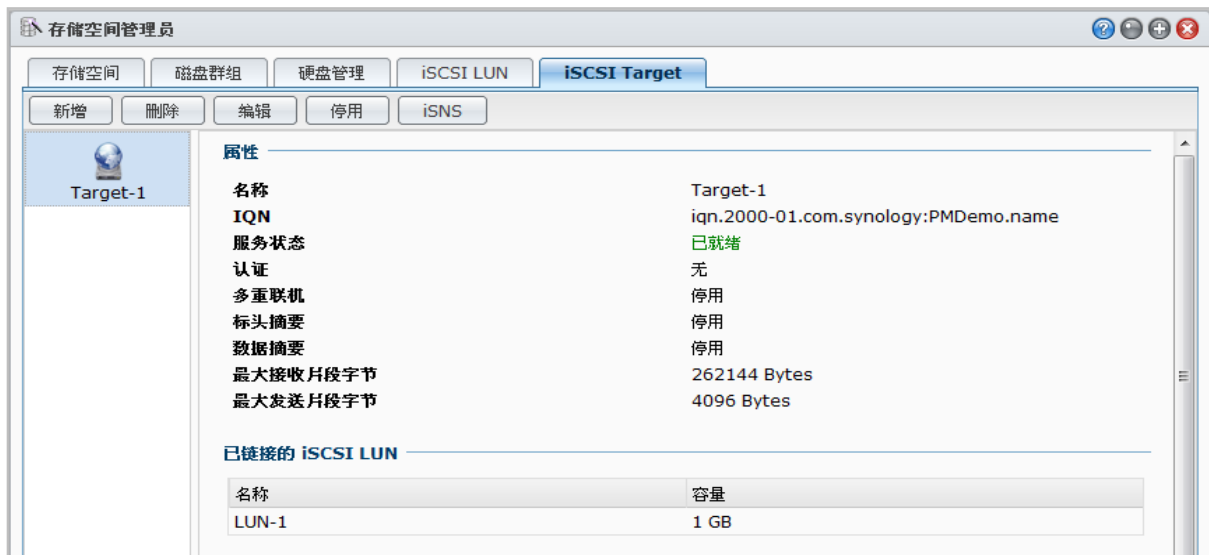 存储空间管理员
存储空间 磁盘群组 硬盘管理 iSCSI LUN iSCSI Target
新增 删除 编辑 停用 iSNS
Target-1
属性
名称 Target-1
IQN iqn.2000-01.com.synology:PMDemo.name
服务状态 已就绪
认证 无
多重联机 停用
标头摘要 停用
数据摘要 停用
最大接收片段字节 262144 Bytes
最大发送片段字节 4096 Bytes
已链接的 iSCSI LUN
名称 容量
LUN-1 1 GB